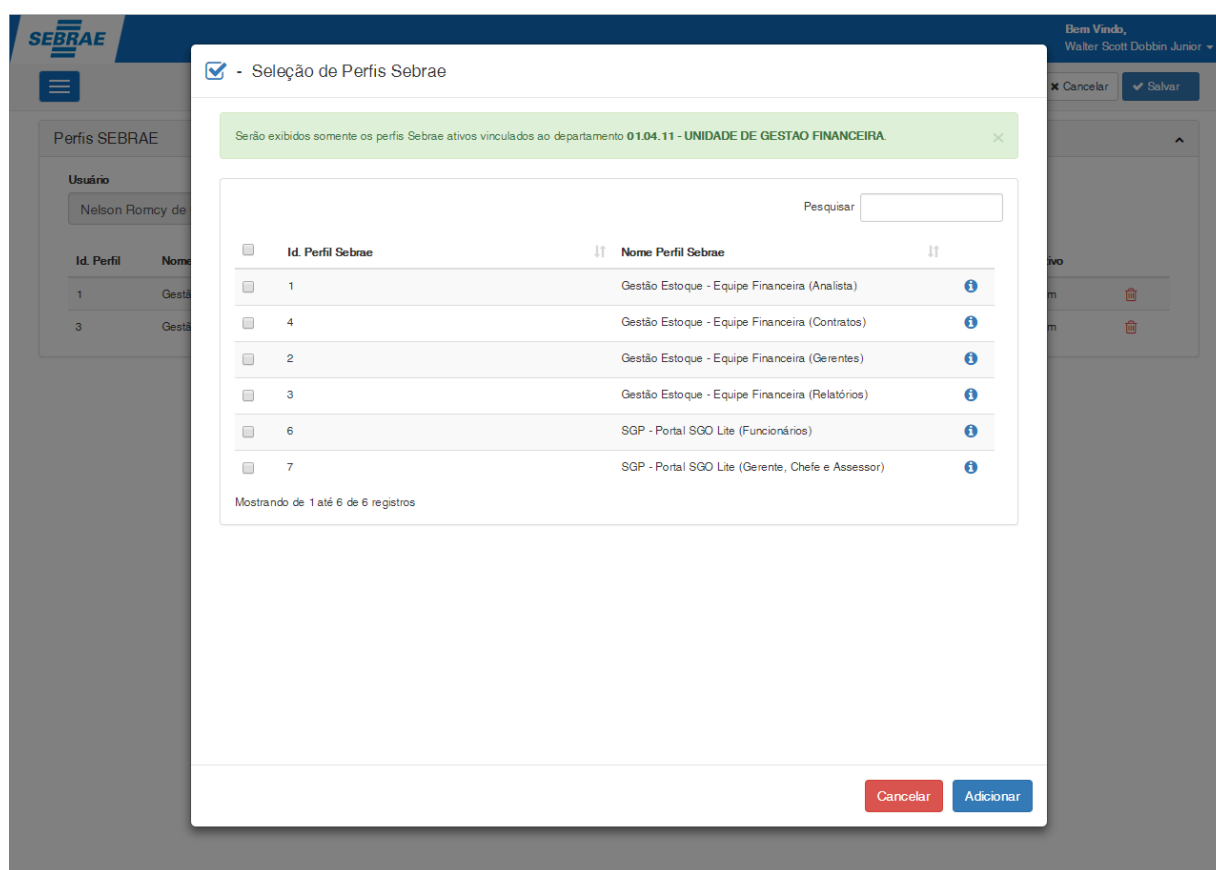 SEBRAE
Bem Vindo,
Walter Scott Dobbin Junior
- Seleção de Perfis Sebrae
Cancelar
Salvar
Serão exibidos somente os perfis Sebrae ativos vinculados ao departamento 01.04.11 - UNIDADE DE GESTAO FINANCEIRA.
Perfis SEBRAE
Usuário
Nelson Romcy de
Pesquisar
Id. Perfil Nome
Id. Perfil Sebrae Nome Perfil Sebrae
1 Gestão Estoque - Equipe Financeira (Analista)
4 Gestão Estoque - Equipe Financeira (Contratos)
2 Gestão Estoque - Equipe Financeira (Gerentes)
3 Gestão Estoque - Equipe Financeira (Relatórios)
6 SGP - Portal SGO Lite (Funcionários)
7 SGP - Portal SGO Lite (Gerente, Chefe e Assessor)
Mostrando de 1 até 6 de 6 registros
1
3
Cancelar
Adicionar